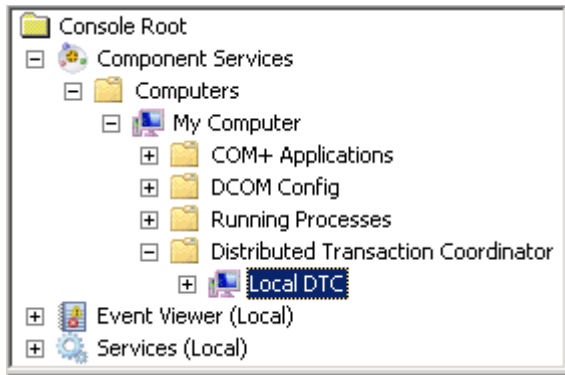 Console Root
Component Services
Computers
My Computer
COM+ Applications
DCOM Config
Running Processes
Distributed Transaction Coordinator
Local DTC
Event Viewer (Local)
Services (Local)